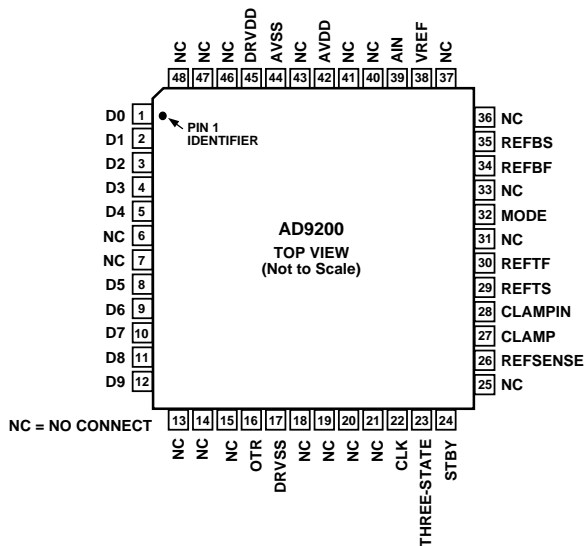 NC NC NC DRVDD AVSS NC AVDD NC NC AIN VREF NC
48 47 46 45 44 43 42 41 40 39 38 37
D0 1
D1 2
D2 3
D3 4
D4 5
NC 6
NC 7
D5 8
D6 9
D7 10
D8 11
D9 12
PIN 1
IDENTIFIER
AD9200
TOP VIEW
(Not to Scale)
36 NC
35 REFBS
34 REFBF
33 NC
32 MODE
31 NC
30 REFTF
29 REFTS
28 CLAMPIN
27 CLAMP
26 REFSENSE
25 NC
NC = NO CONNECT
13 14 15 16 17 18 19 20 21 22 23 24
NC NC NC OTR DRVSS NC NC NC NC CLK THREE-STATE STBY